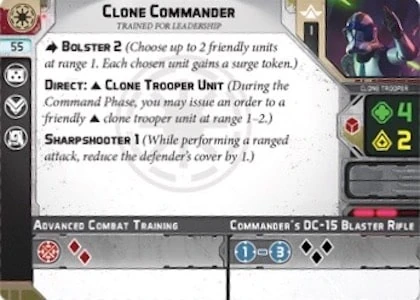 Clone Commander
Trained for Leadership
55
Bolster 2 (Choose up to 2 friendly units
at range 1. Each chosen unit gains a surge token.)
Direct: ▲ Clone Trooper Unit (During the
Command Phase, you may issue an order to a
friendly ▲ clone trooper unit at range 1–2.)
Sharpshooter 1 (While performing a ranged
attack, reduce the defender's cover by 1.)
Clone Trooper
4
2
Advanced Combat Training
Commander's DC-15 Blaster Rifle
1 – 3